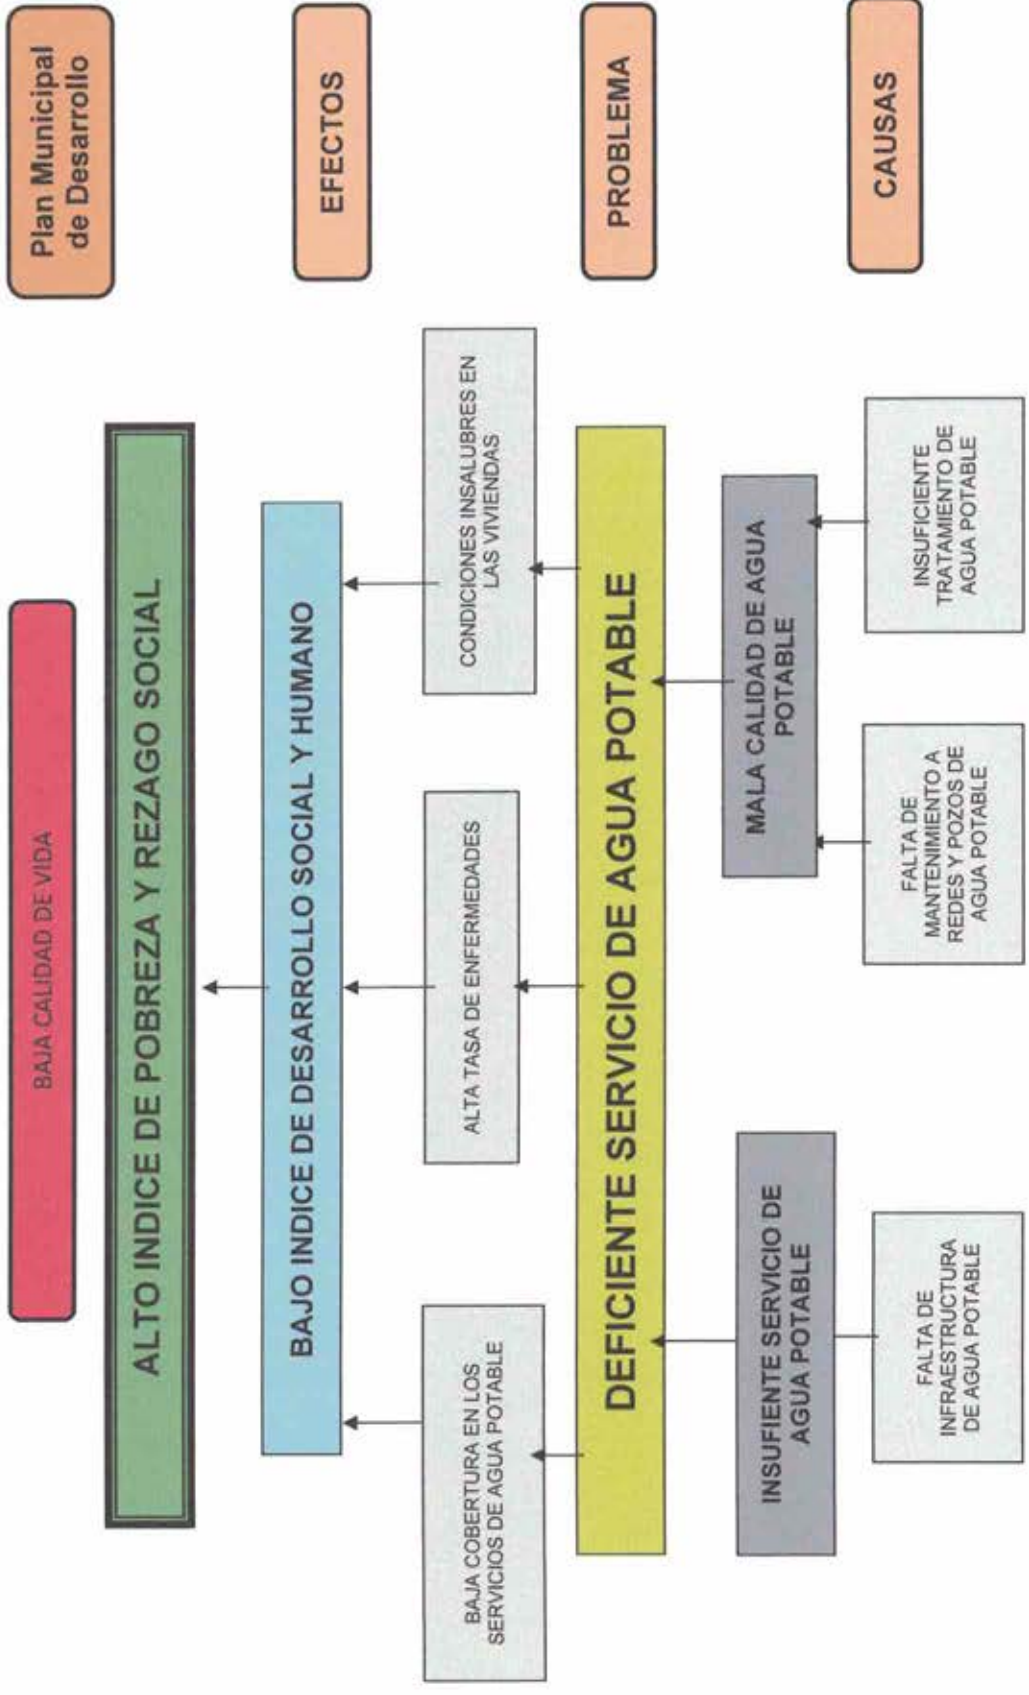 BAJA CALIDAD DE VIDA
Plan Municipal
de Desarrollo
ALTO INDICE DE POBREZA Y REZAGO SOCIAL
BAJO INDICE DE DESARROLLO SOCIAL Y HUMANO
EFECTOS
BAJA COBERTURA EN LOS
SERVICIOS DE AGUA POTABLE
ALTA TASA DE ENFERMEDADES
CONDICIONES INSALUBRES EN
LAS VIVIENDAS
DEFICIENTE SERVICIO DE AGUA POTABLE
PROBLEMA
INSUFIENTE SERVICIO DE
AGUA POTABLE
MALA CALIDAD DE AGUA
POTABLE
CAUSAS
FALTA DE
INFRAESTRUCTURA
DE AGUA POTABLE
FALTA DE
MANTENIMIENTO A
REDES Y POZOS DE
AGUA POTABLE
INSUFICIENTE
TRATAMIENTO DE
AGUA POTABLE